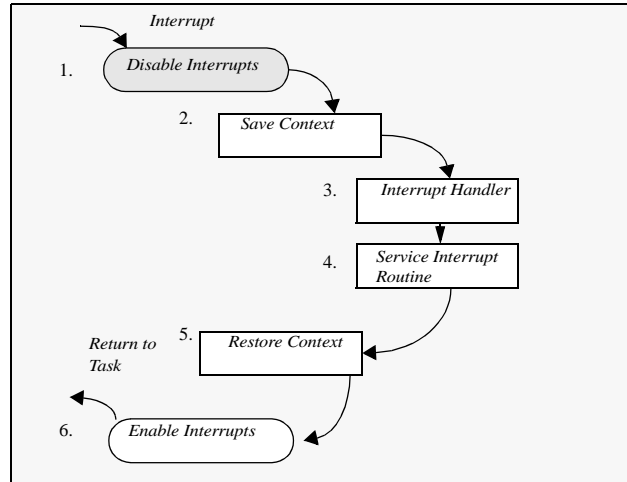 Interrupt
1. Disable Interrupts
2. Save Context
3. Interrupt Handler
4. Service Interrupt
Routine
5. Restore Context
Return to
Task
6. Enable Interrupts